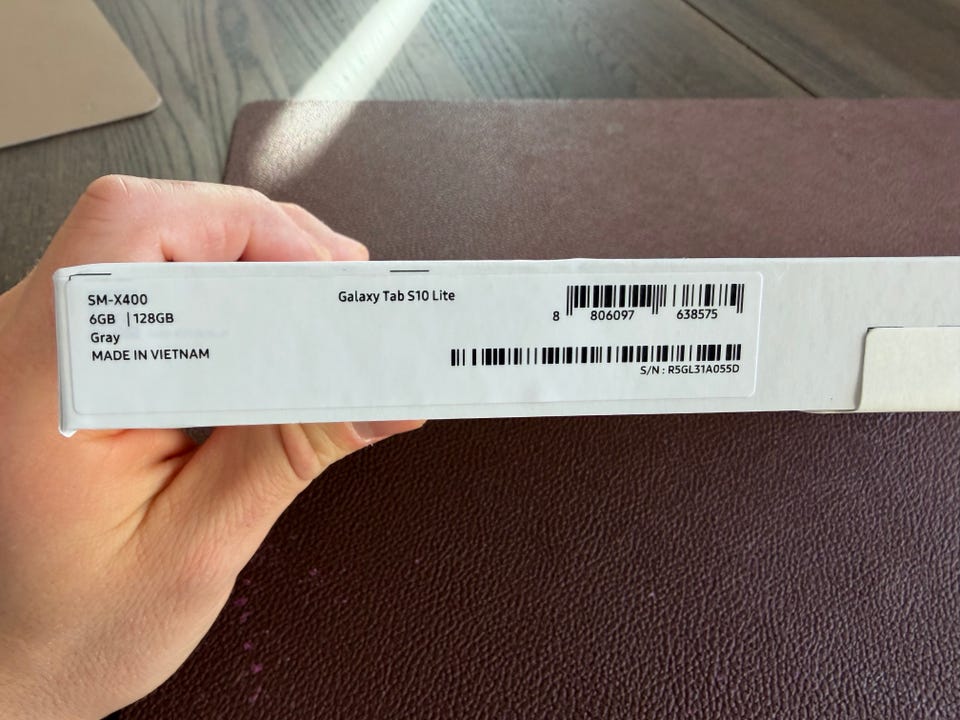 SM-X400
6GB | 128GB
Gray
MADE IN VIETNAM
Galaxy Tab S10 Lite
8 806097 638575
S/N : R5GL31A055D